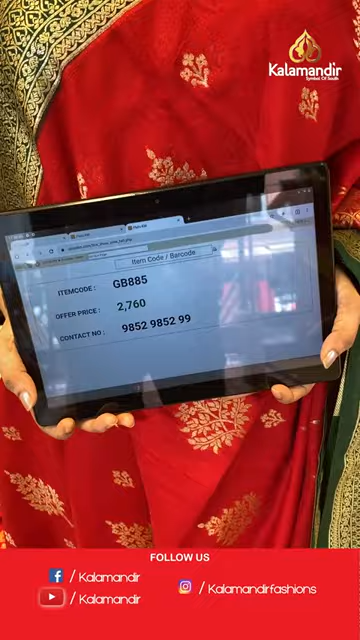 Kalamandir
Symbol Of South
Item Code / Barcode
ITEMCODE : GB885
OFFER PRICE : 2,760
CONTACT NO : 9852 9852 99
FOLLOW US
/ Kalamandir
/ Kalamandirfashions
/ Kalamandir